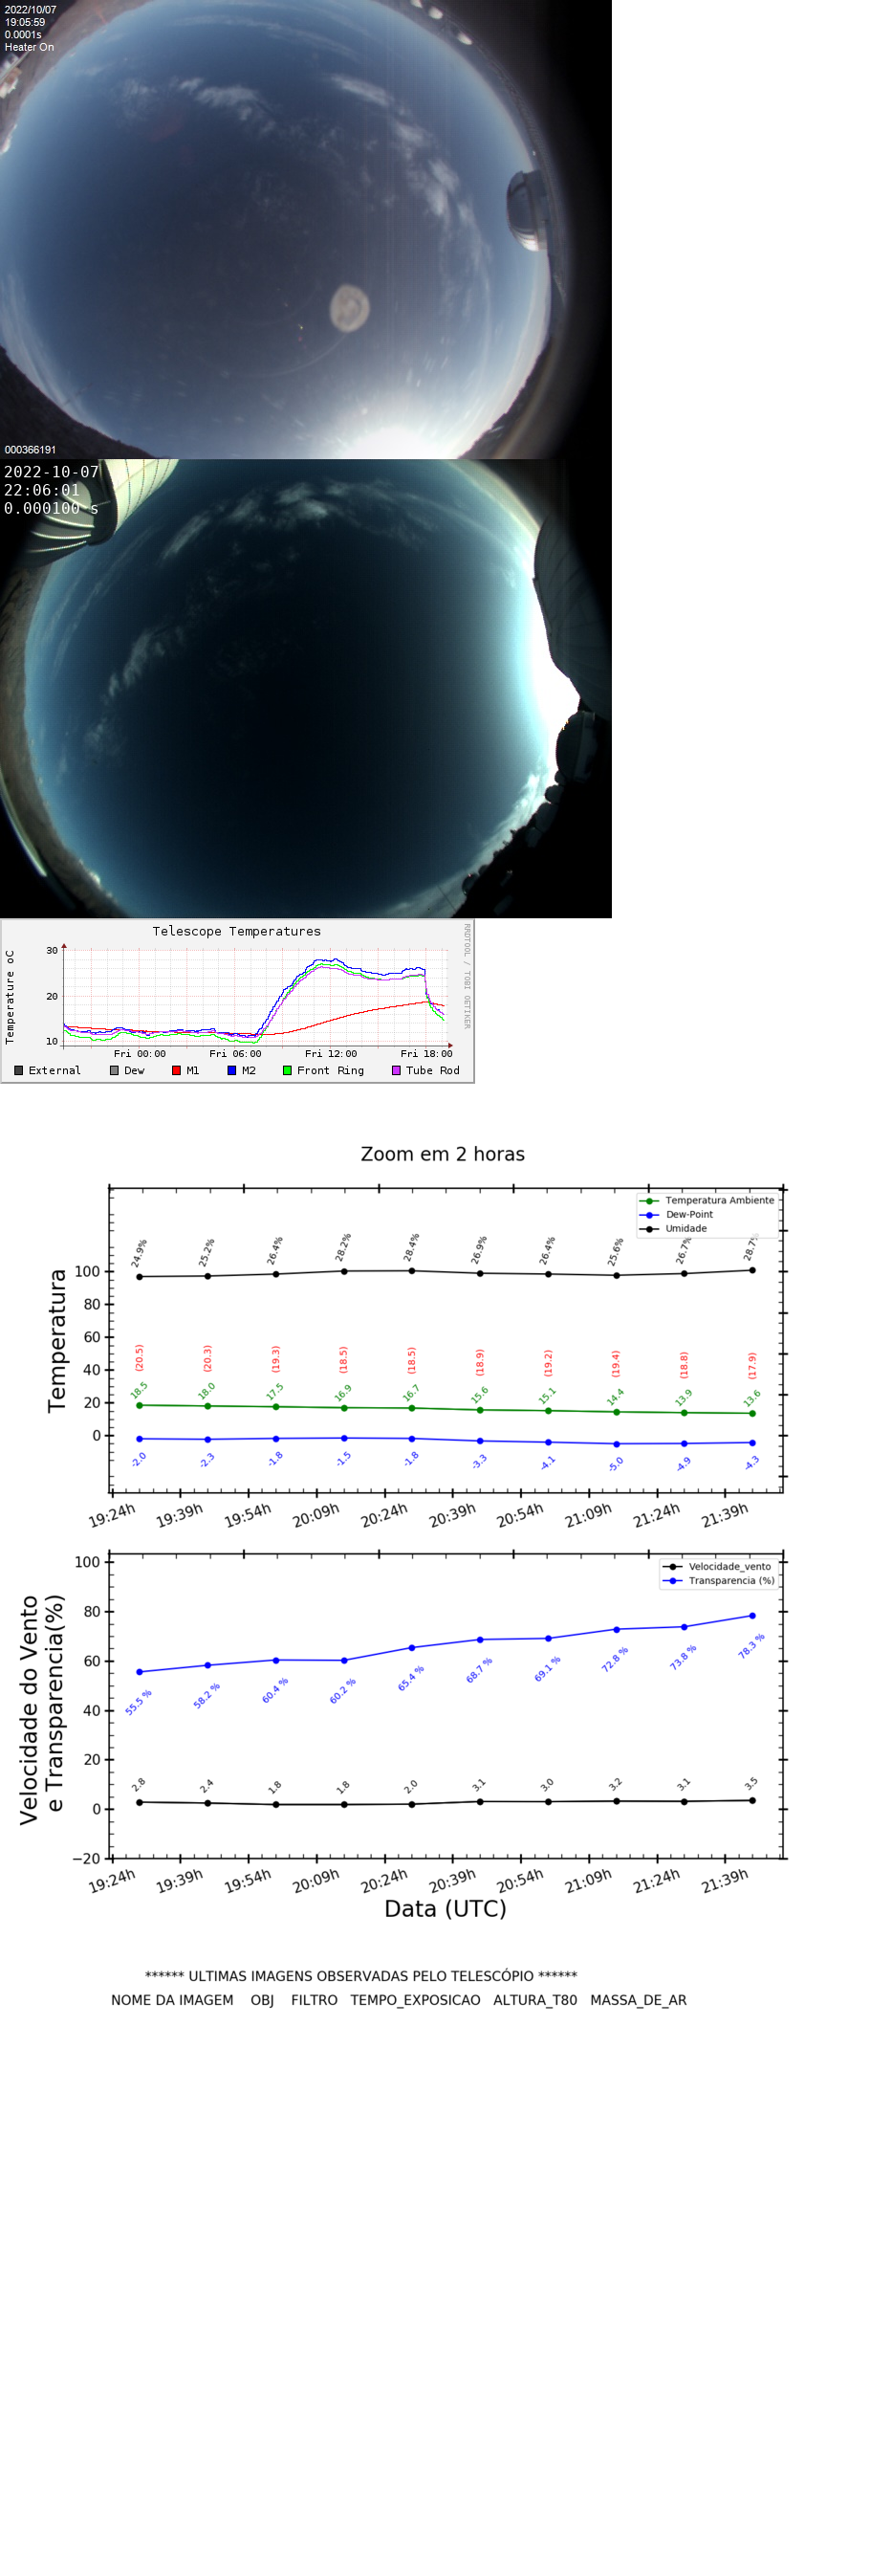 2022/10/07
19:05:59
0.0001s
Heater On
000366191
2022-10-07
22:06:01
0.000100 s
Telescope Temperatures
RRDTOOL / TOBI OETIKER
Temperature oC
30
20
10
Fri 00:00 Fri 06:00 Fri 12:00 Fri 18:00
External Dew M1 M2 Front Ring Tube Rod
Zoom em 2 horas
Temperatura Ambiente
Dew-Point
Umidade
Temperatura
100
80
60
40
20
0
24.9% 25.2% 26.4% 28.2% 28.4% 26.9% 26.4% 25.6% 26.7% 28.7%
(20.5) (20.3) (19.3) (18.5) (18.5) (18.9) (19.2) (19.4) (18.8) (17.9)
18.5 18.0 17.5 16.9 16.7 15.6 15.1 14.4 13.9 13.6
-2.0 -2.3 -1.8 -1.5 -1.8 -3.3 -4.1 -5.0 -4.9 -4.3
19:24h 19:39h 19:54h 20:09h 20:24h 20:39h 20:54h 21:09h 21:24h 21:39h
Velocidade_vento
Transparencia (%)
Velocidade do Vento
e Transparencia(%)
100
80
60
40
20
0
−20
55.5 % 58.2 % 60.4 % 60.2 % 65.4 % 68.7 % 69.1 % 72.8 % 73.8 % 78.3 %
2.8 2.4 1.8 1.8 2.0 3.1 3.0 3.2 3.1 3.5
19:24h 19:39h 19:54h 20:09h 20:24h 20:39h 20:54h 21:09h 21:24h 21:39h
Data (UTC)
****** ULTIMAS IMAGENS OBSERVADAS PELO TELESCÓPIO ******
NOME DA IMAGEM OBJ FILTRO TEMPO_EXPOSICAO ALTURA_T80 MASSA_DE_AR